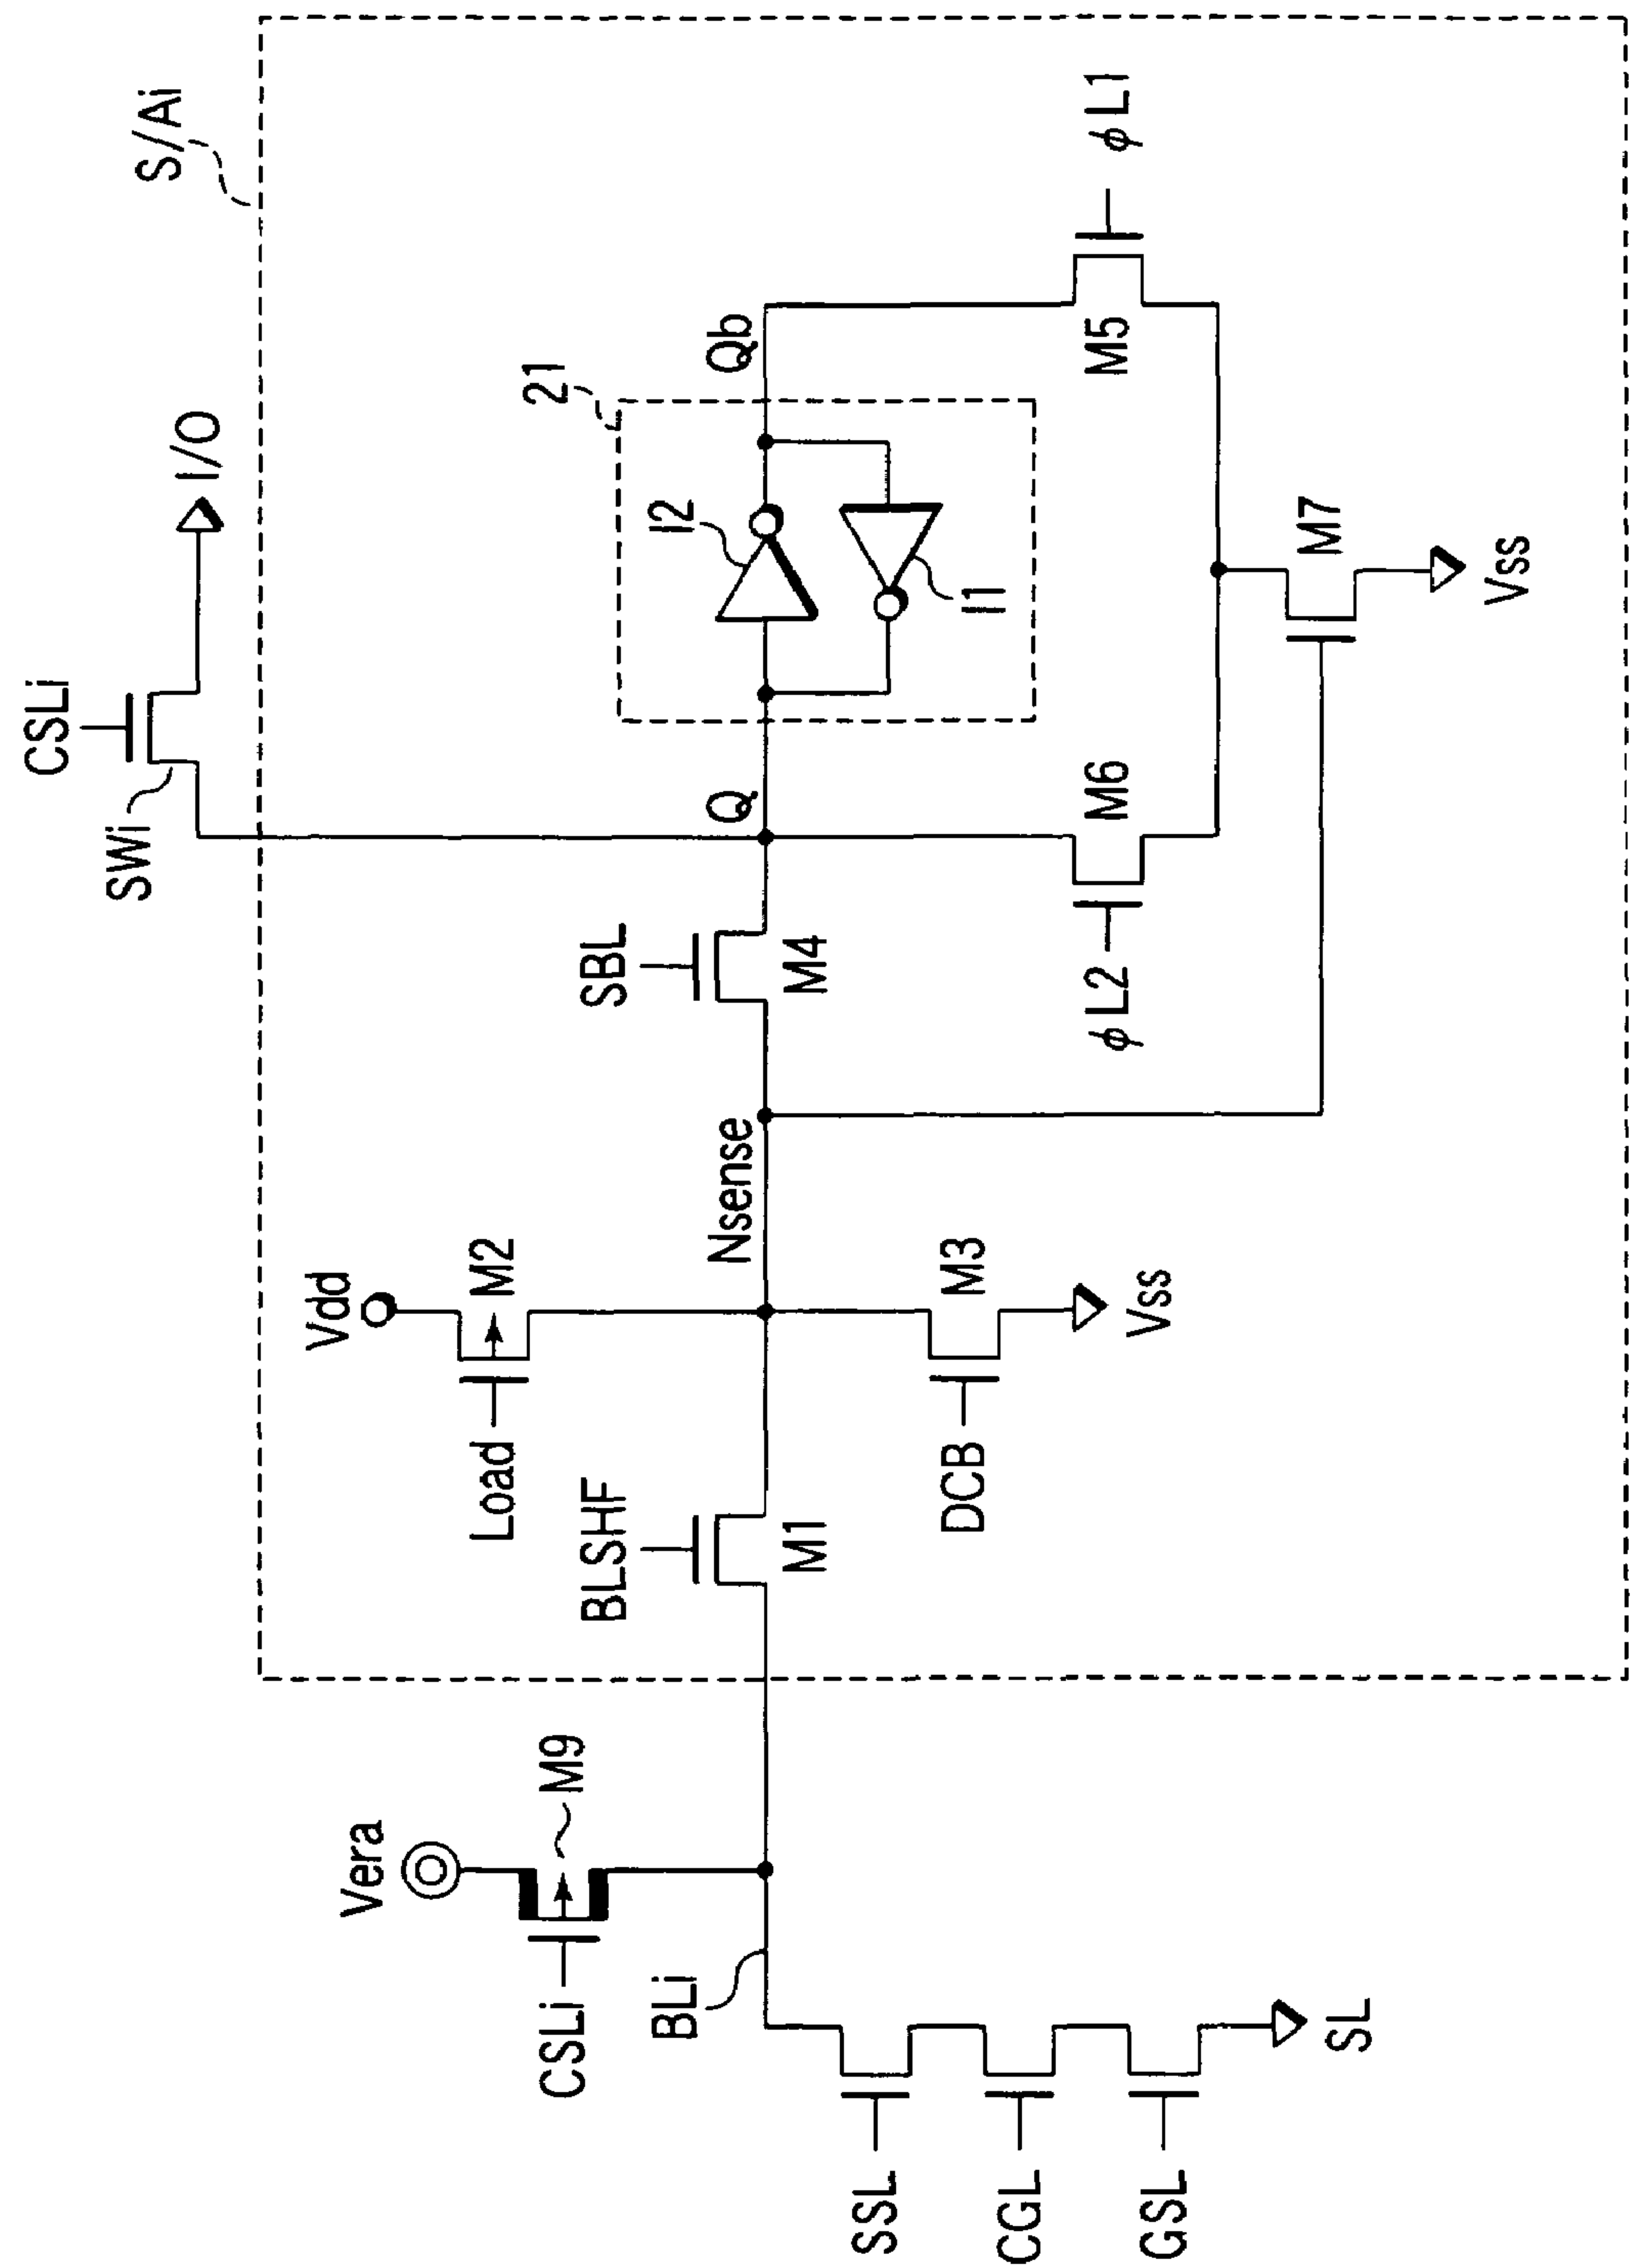 S/Ai
CSLi
SWi
I/O
Vdd
Load
M2
BLSHF
M1
DCB
M3
Vss
Nsense
SBL
M4
Q
21
I2
I1
Qb
φL2
M6
M5
φL1
M7
Vss
Vera
CSLi
M9
BLi
SSL
CGL
GSL
SL